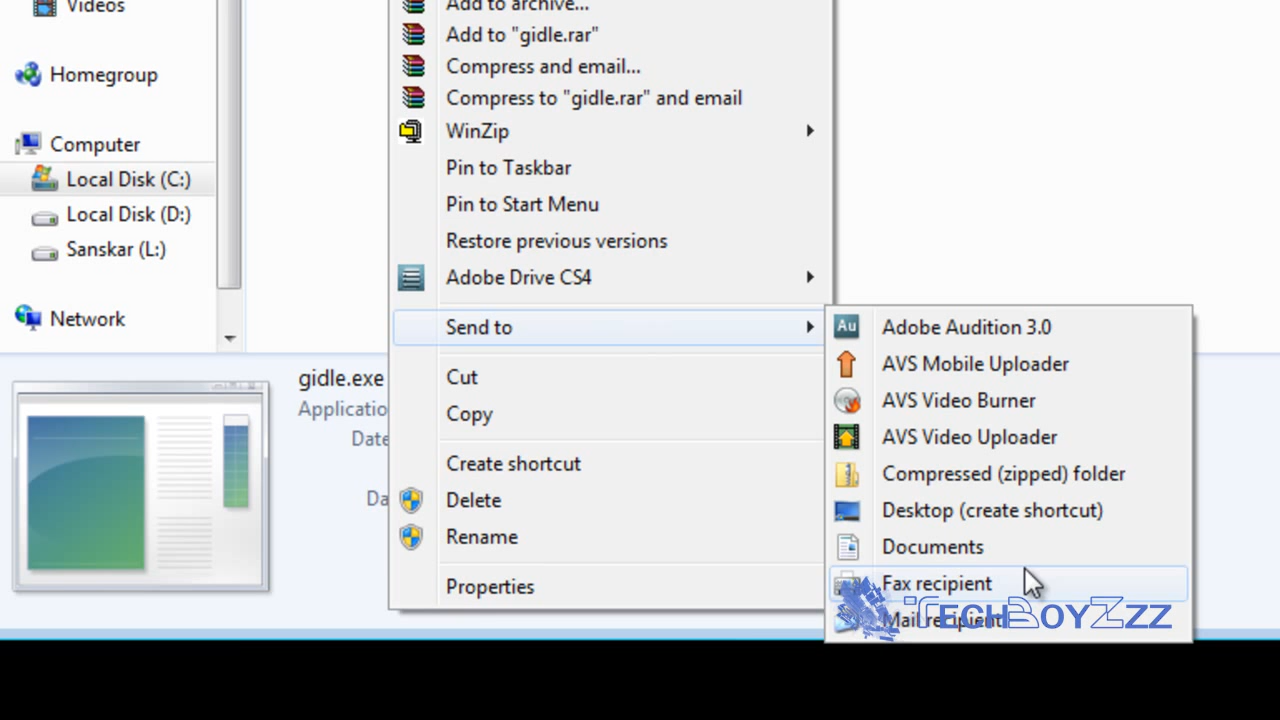 Videos
Homegroup
Computer
Local Disk (C:)
Local Disk (D:)
Sanskar (L:)
Network
Add to archive...
Add to "gidle.rar"
Compress and email...
Compress to "gidle.rar" and email
WinZip
Pin to Taskbar
Pin to Start Menu
Restore previous versions
Adobe Drive CS4
Send to
Cut
Copy
Create shortcut
Delete
Rename
Properties
Au Adobe Audition 3.0
AVS Mobile Uploader
AVS Video Burner
AVS Video Uploader
Compressed (zipped) folder
Desktop (create shortcut)
Documents
Fax recipient
Mail recipient
TechBoyZzz
gidle.exe
Applicatio
Date
Da